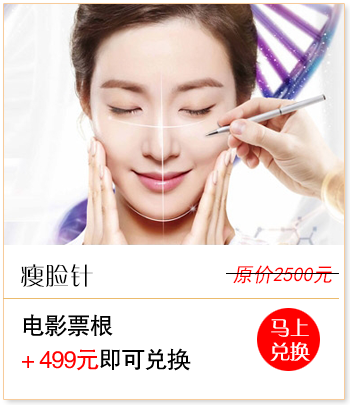 瘦脸针
原价2500元
电影票根
+ 499元即可兑换
马上
兑换